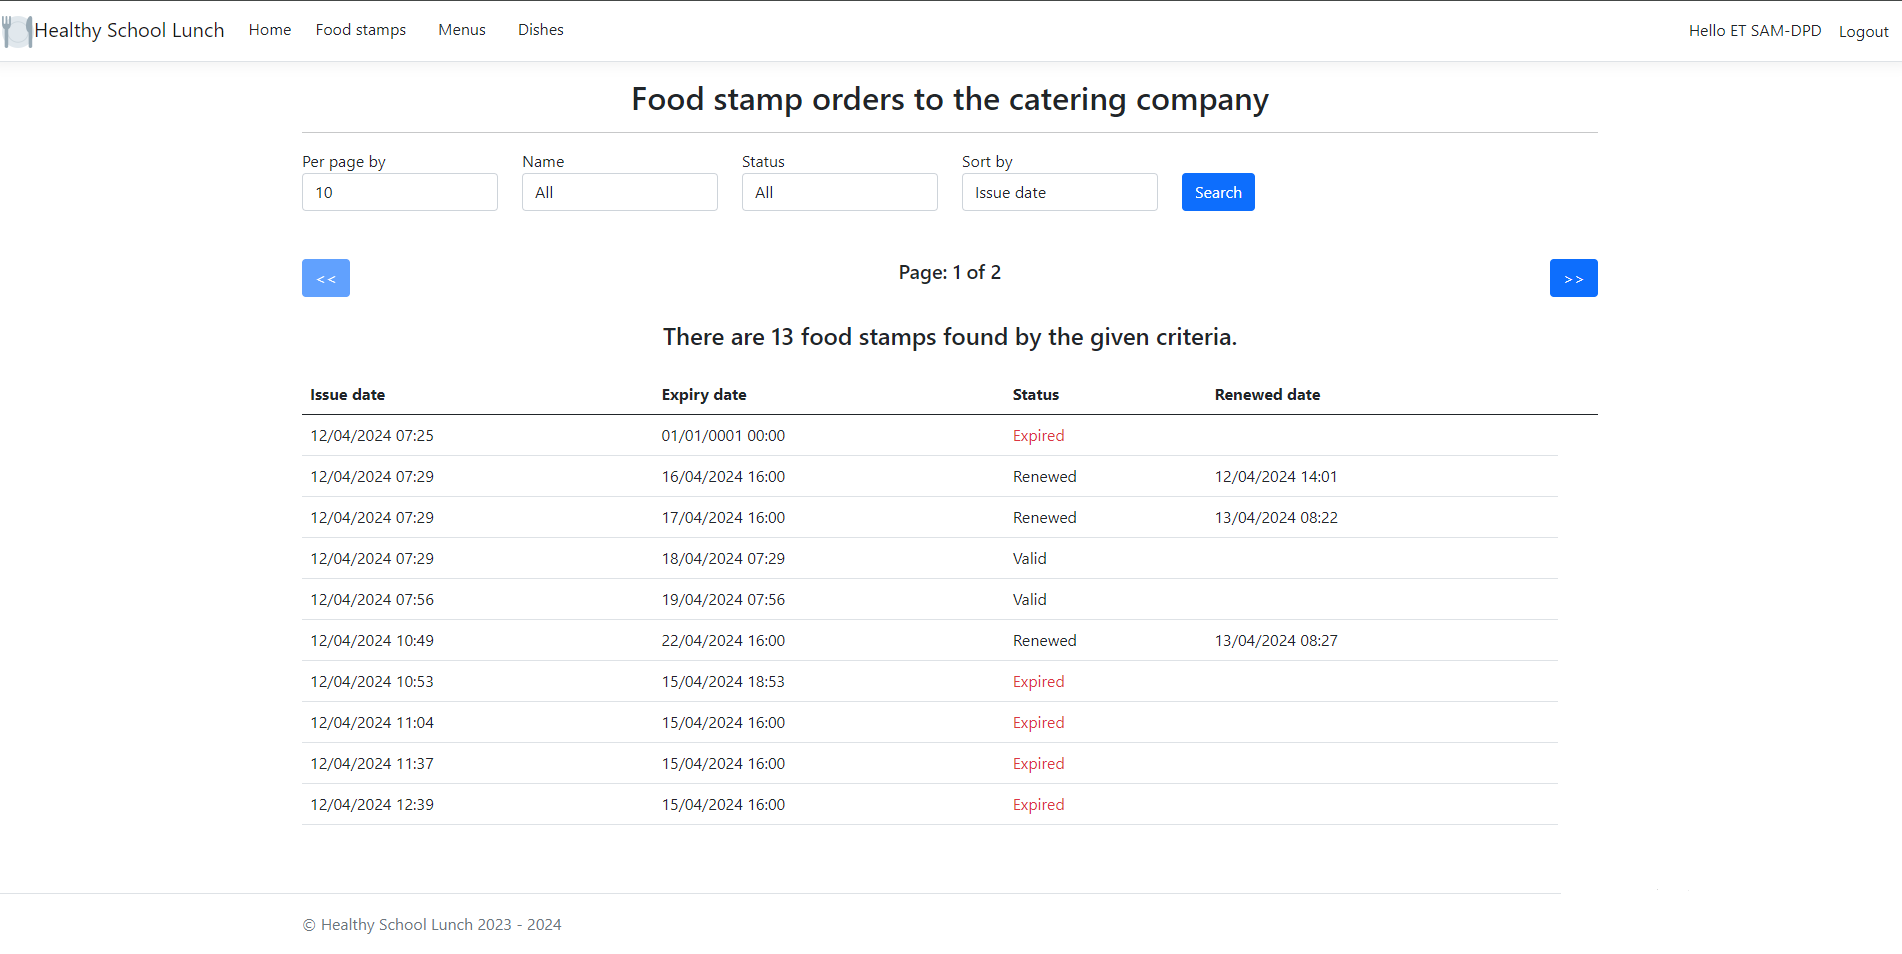 Healthy School Lunch Home Food stamps Menus Dishes Hello ET SAM-DPD Logout
Food stamp orders to the catering company
Per page by Name Status Sort by
10 All All Issue date Search
<< Page: 1 of 2 >>
There are 13 food stamps found by the given criteria.
Issue date Expiry date Status Renewed date
12/04/2024 07:25 01/01/0001 00:00 Expired
12/04/2024 07:29 16/04/2024 16:00 Renewed 12/04/2024 14:01
12/04/2024 07:29 17/04/2024 16:00 Renewed 13/04/2024 08:22
12/04/2024 07:29 18/04/2024 07:29 Valid
12/04/2024 07:56 19/04/2024 07:56 Valid
12/04/2024 10:49 22/04/2024 16:00 Renewed 13/04/2024 08:27
12/04/2024 10:53 15/04/2024 18:53 Expired
12/04/2024 11:04 15/04/2024 16:00 Expired
12/04/2024 11:37 15/04/2024 16:00 Expired
12/04/2024 12:39 15/04/2024 16:00 Expired
© Healthy School Lunch 2023 - 2024